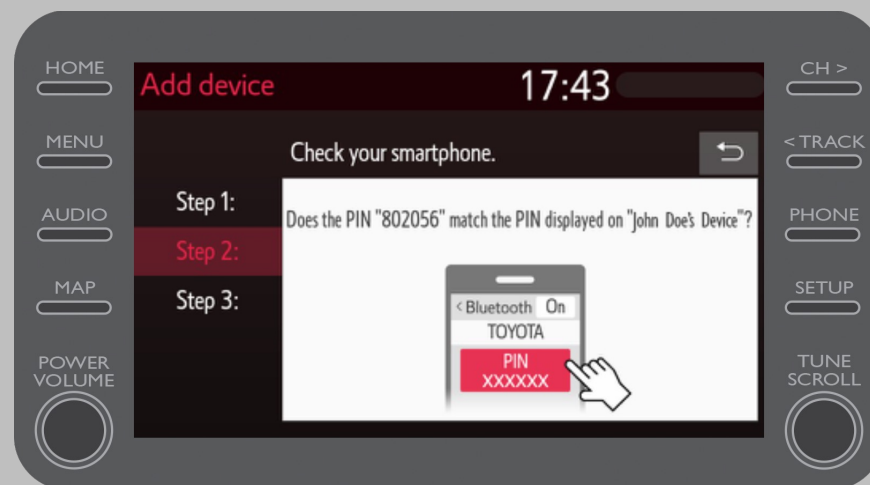 HOME
MENU
AUDIO
MAP
POWER
VOLUME
Add device
17:43
Check your smartphone.
Step 1:
Step 2:
Step 3:
Does the PIN "802056" match the PIN displayed on "John Doe's Device"?
< Bluetooth On
TOYOTA
PIN
XXXXXX
CH >
< TRACK
PHONE
SETUP
TUNE
SCROLL